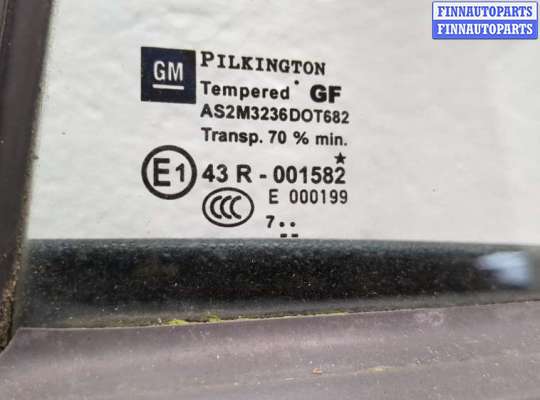 FINNAUTOPARTS
FINNAUTOPARTS
GM PILKINGTON
Tempered GF
AS2M3236DOT682
Transp. 70 % min.
E1 43 R - 001582
CCC E 000199
7